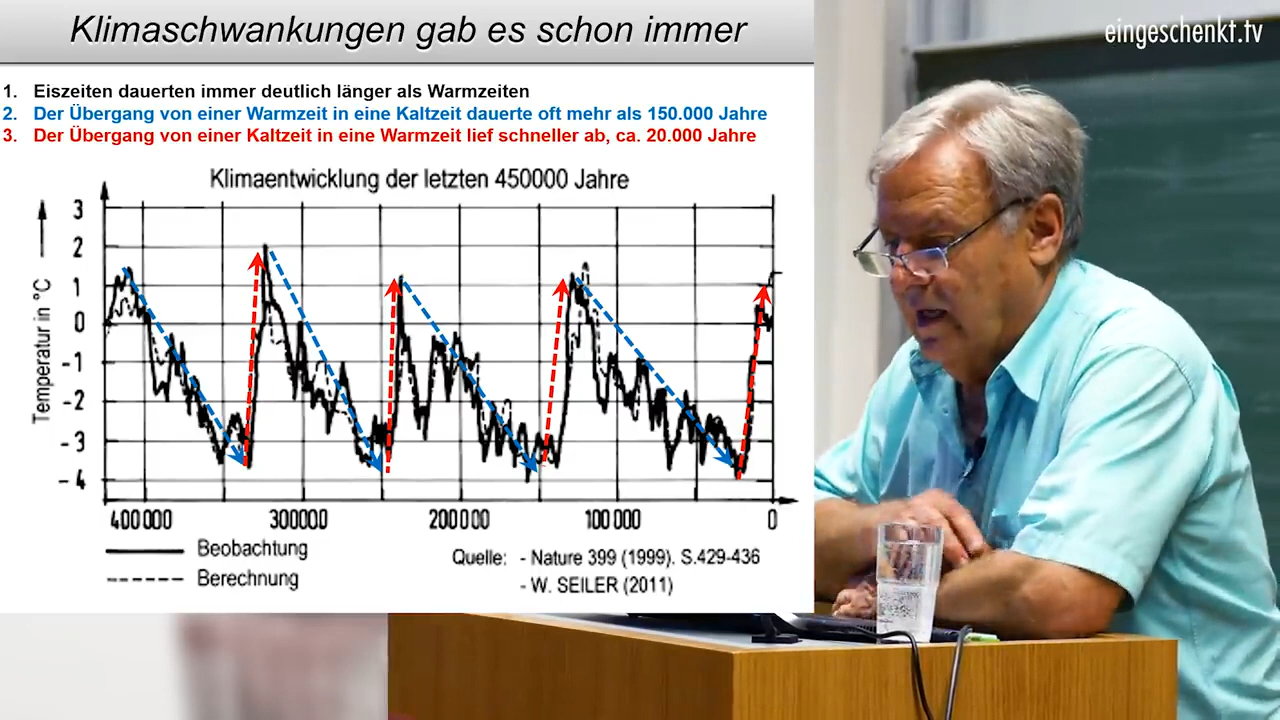 Klimaschwankungen gab es schon immer
eingeschenkt.tv
1. Eiszeiten dauerten immer deutlich länger als Warmzeiten
2. Der Übergang von einer Warmzeit in eine Kaltzeit dauerte oft mehr als 150.000 Jahre
3. Der Übergang von einer Kaltzeit in eine Warmzeit lief schneller ab, ca. 20.000 Jahre
Klimaentwicklung der letzten 450000 Jahre
Temperatur in °C
3
2
1
0
-1
-2
-3
-4
400000 300000 200000 100000 0
Beobachtung
Berechnung
Quelle: - Nature 399 (1999). S.429-436
- W. SEILER (2011)